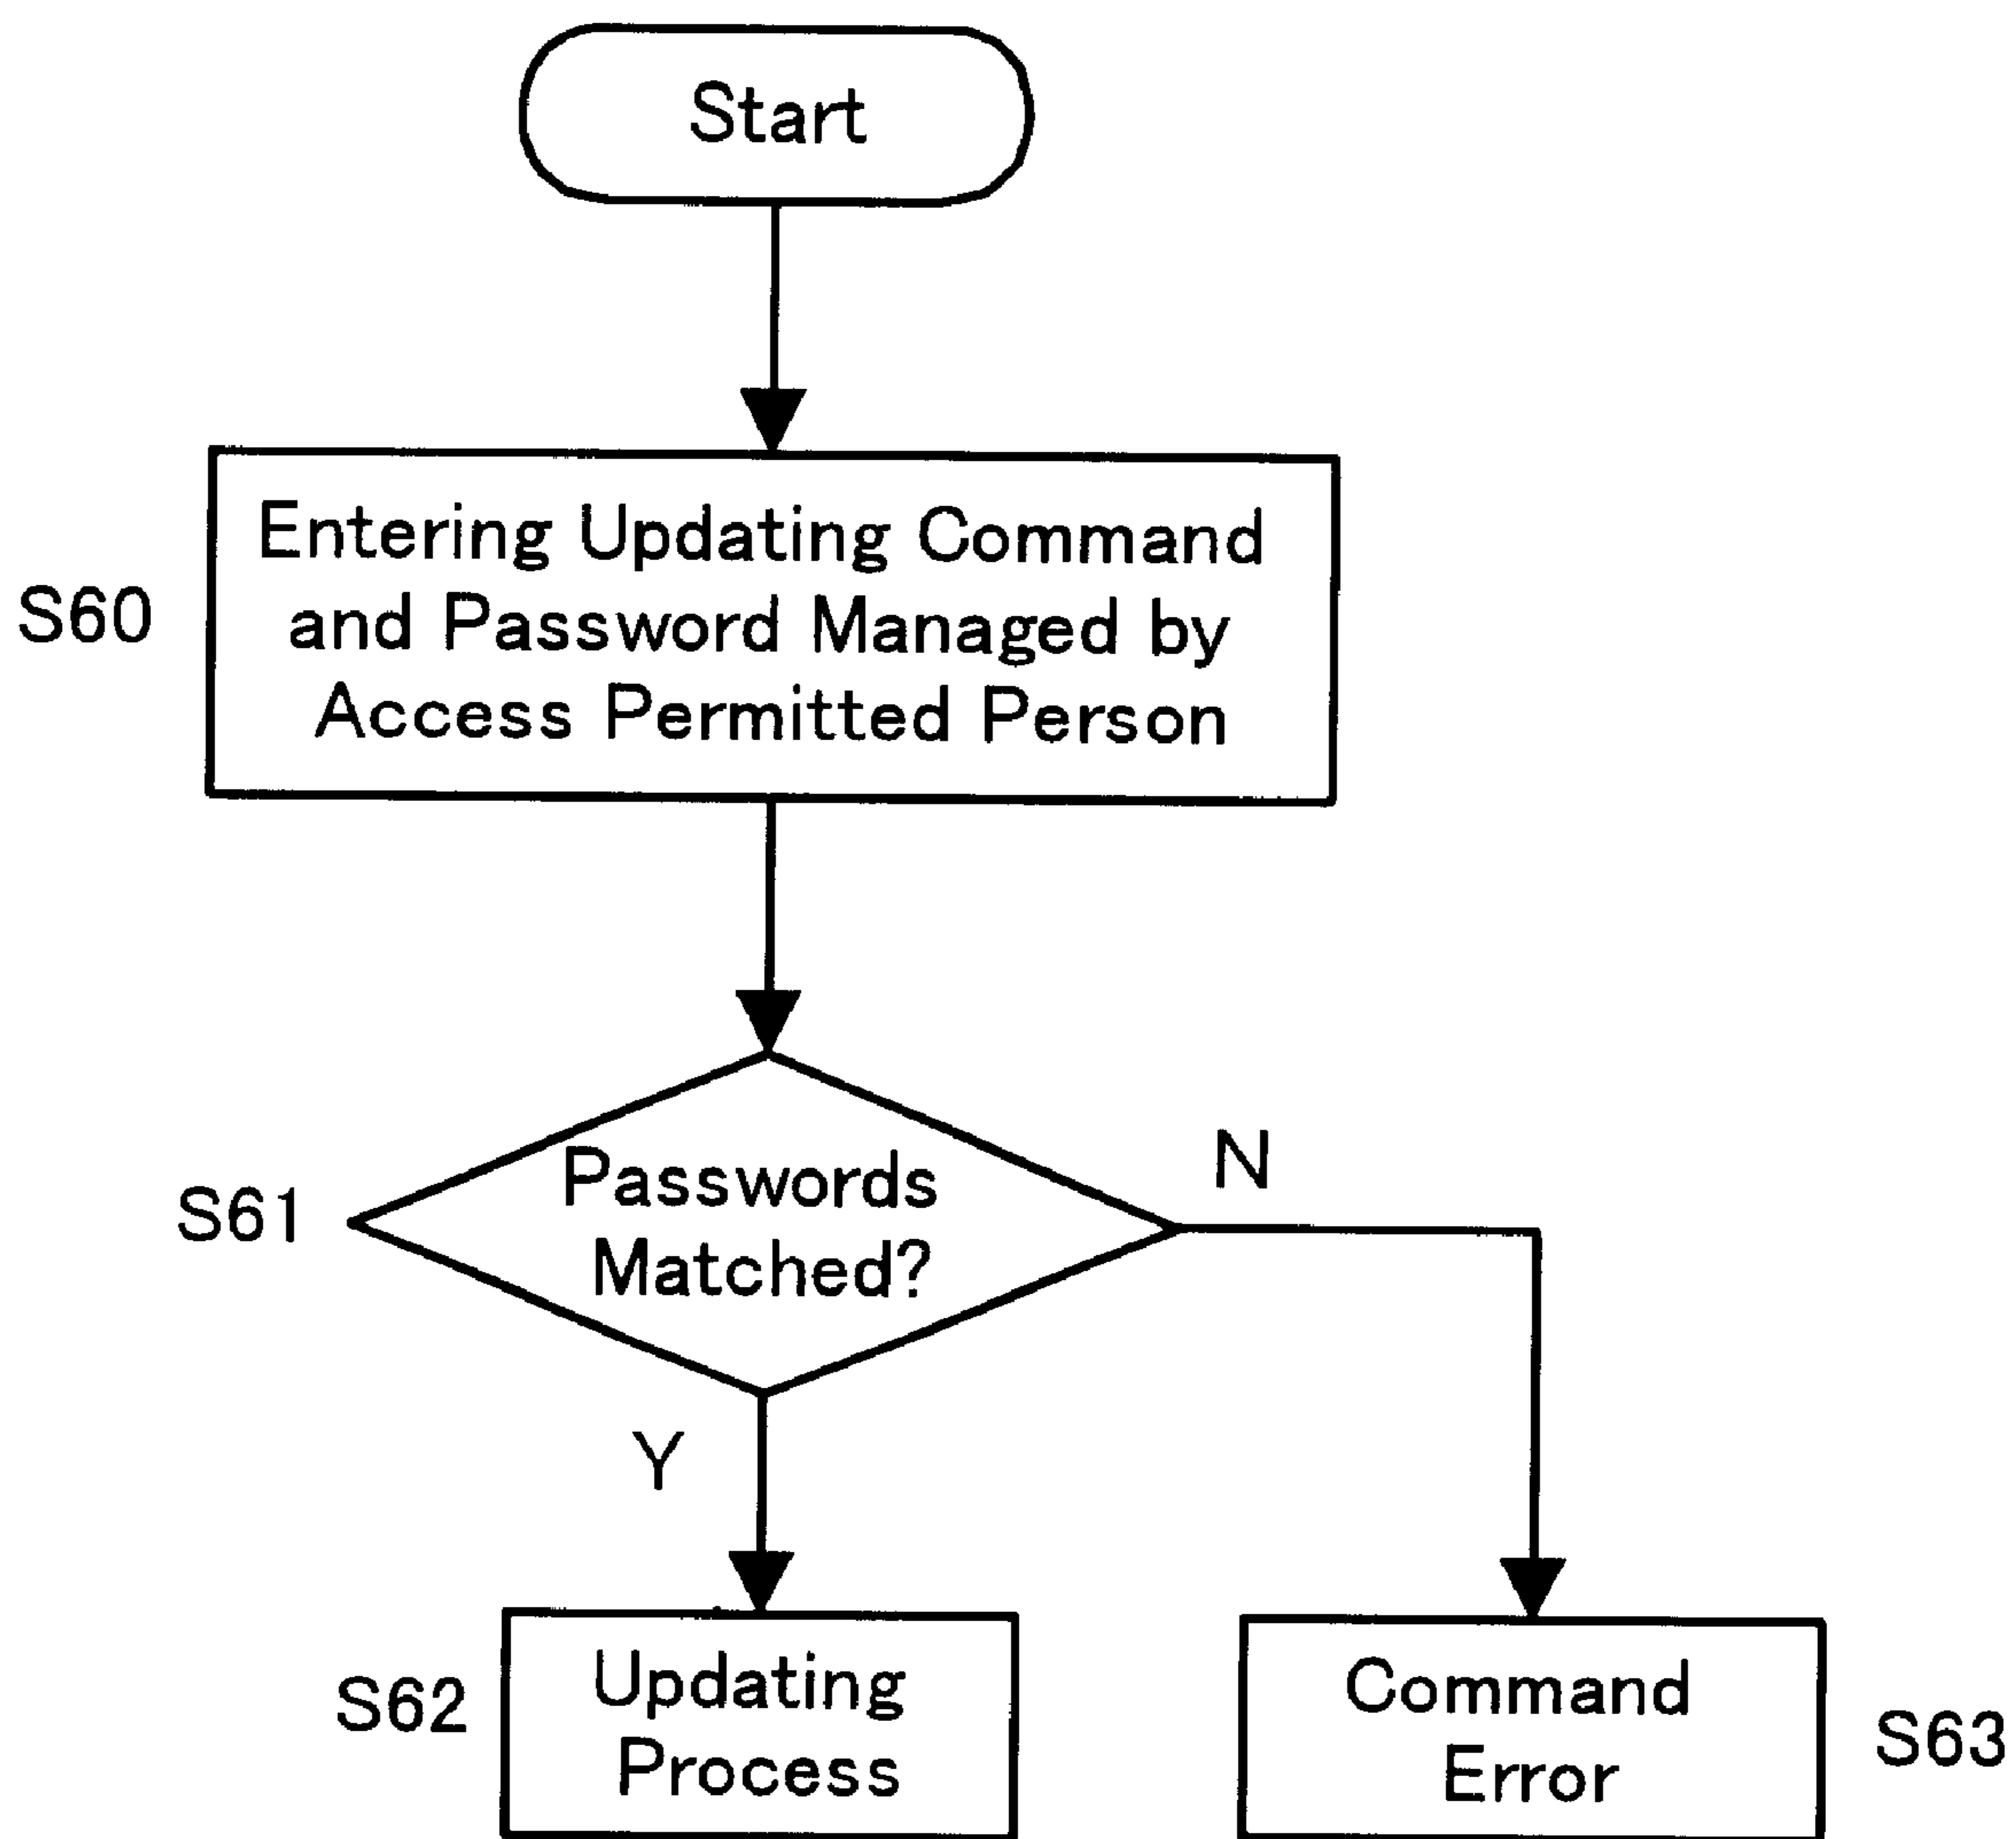 Start
S60
Entering Updating Command
and Password Managed by
Access Permitted Person
S61
Passwords
Matched?
N
Y
S62
Updating
Process
Command
Error
S63